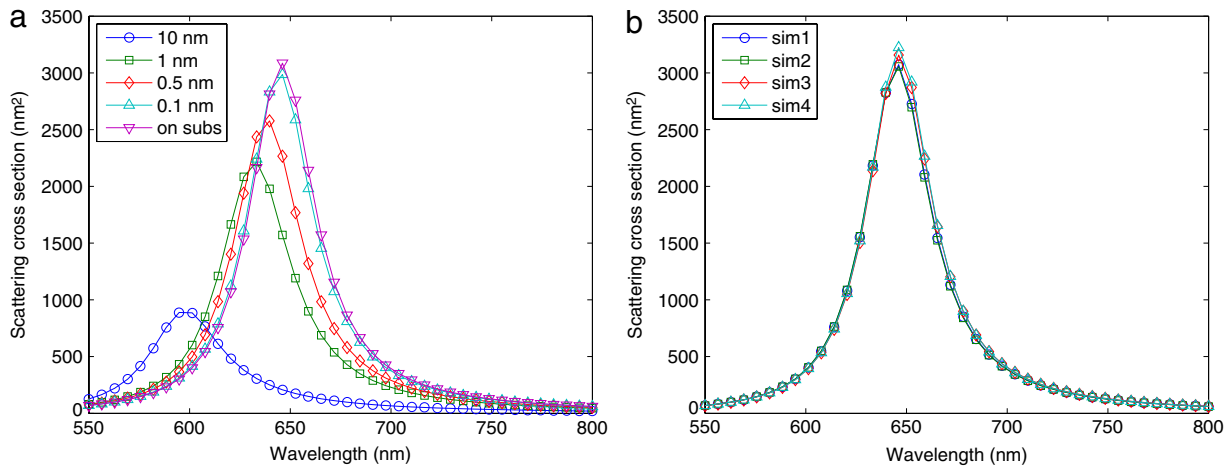 a
10 nm
1 nm
0.5 nm
0.1 nm
on subs
3500
3000
2500
2000
1500
1000
500
0
Scattering cross section (nm²)
550
600
650
700
750
800
Wavelength (nm)
b
sim1
sim2
sim3
sim4
3500
3000
2500
2000
1500
1000
500
0
Scattering cross section (nm²)
550
600
650
700
750
800
Wavelength (nm)